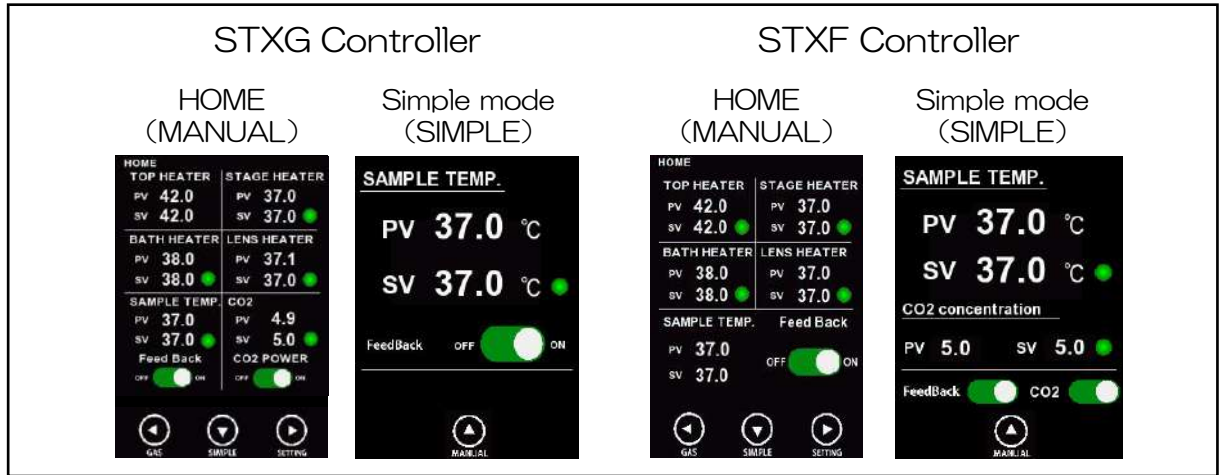 STXG Controller
HOME
(MANUAL)
HOME
TOP HEATER STAGE HEATER
PV 42.0 PV 37.0
SV 42.0 SV 37.0
BATH HEATER LENS HEATER
PV 38.0 PV 37.1
SV 38.0 SV 37.0
SAMPLE TEMP. CO2
PV 37.0 PV 4.9
SV 37.0 SV 5.0
Feed Back CO2 POWER
OFF ON OFF ON
GAS SIMPLE SETTING
Simple mode
(SIMPLE)
SAMPLE TEMP.
PV 37.0 °C
SV 37.0 °C
FeedBack OFF ON
MANUAL
STXF Controller
HOME
(MANUAL)
HOME
TOP HEATER STAGE HEATER
PV 42.0 PV 37.0
SV 42.0 SV 37.0
BATH HEATER LENS HEATER
PV 38.0 PV 37.0
SV 38.0 SV 37.0
SAMPLE TEMP. Feed Back
PV 37.0 OFF ON
SV 37.0
GAS SIMPLE SETTING
Simple mode
(SIMPLE)
SAMPLE TEMP.
PV 37.0 °C
SV 37.0 °C
CO2 concentration
PV 5.0 SV 5.0
FeedBack CO2
MANUAL